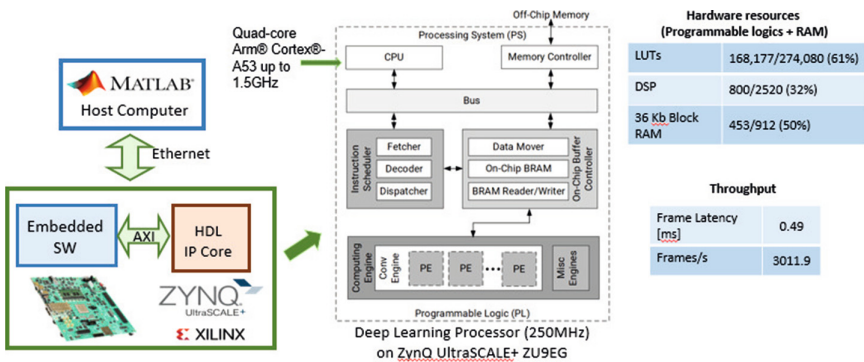 Off-Chip Memory
Quad-core
Arm® Cortex®-
A53 up to
1.5GHz
Processing System (PS)
CPU
Memory Controller
Bus
MATLAB
Host Computer
Ethernet
Embedded
SW
AXI
HDL
IP Core
ZYNQ
UltraSCALE+
XILINX
Instruction
Scheduler
Fetcher
Decoder
Dispatcher
Data Mover
On-Chip BRAM
BRAM Reader/Writer
On-Chip Buffer
Controller
Computing
Engine
Conv
Engine
PE
PE
PE
Misc
Engines
Programmable Logic (PL)
Deep Learning Processor (250MHz)
on ZynQ UltraSCALE+ ZU9EG
Hardware resources
(Programmable logics + RAM)
LUTs 168,177/274,080 (61%)
DSP 800/2520 (32%)
36 Kb Block
RAM
453/912 (50%)
Throughput
Frame Latency
[ms]
0.49
Frames/s 3011.9